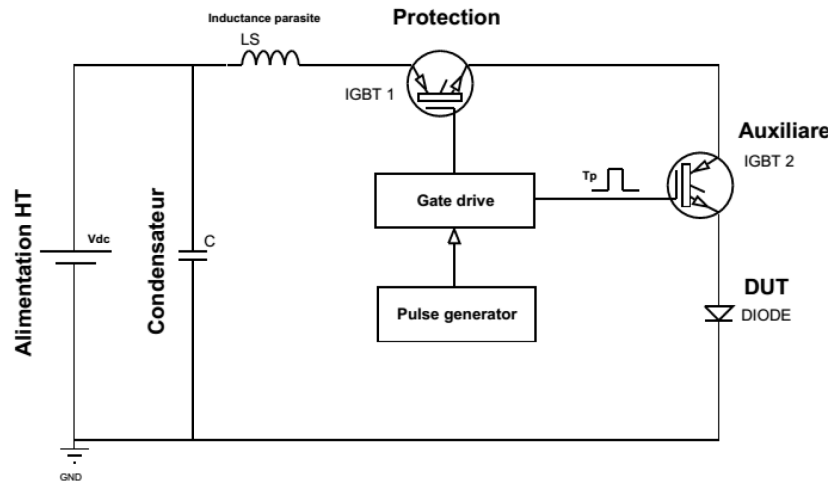 Protection
Inductance parasite
LS
IGBT 1
Auxiliare
IGBT 2
Tp
Gate drive
Alimentation HT
Vdc
Condensateur
C
DUT
DIODE
Pulse generator
GND